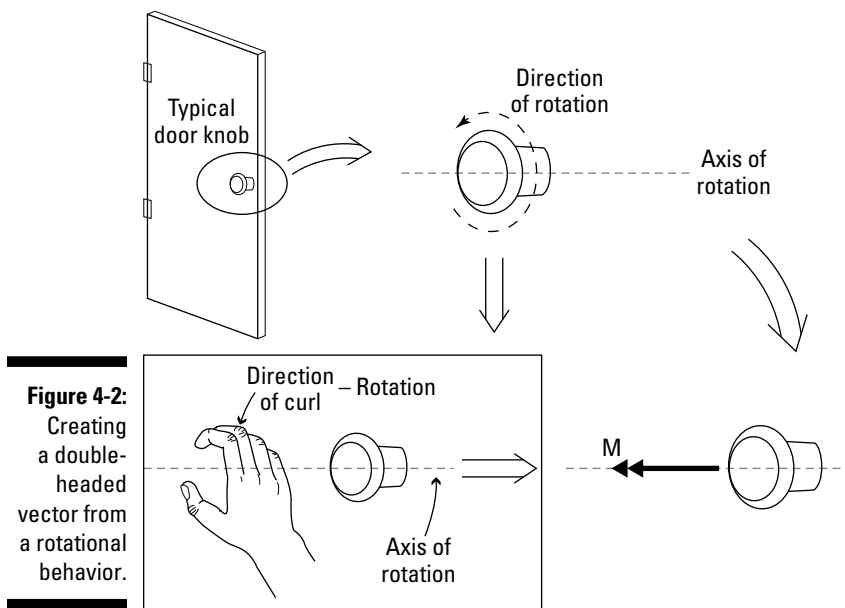 Typical
door knob
Direction
of rotation
Axis of
rotation
Figure 4-2:
Creating
a double-
headed
vector from
a rotational
behavior.
Direction
of curl
– Rotation
Axis of
rotation
M